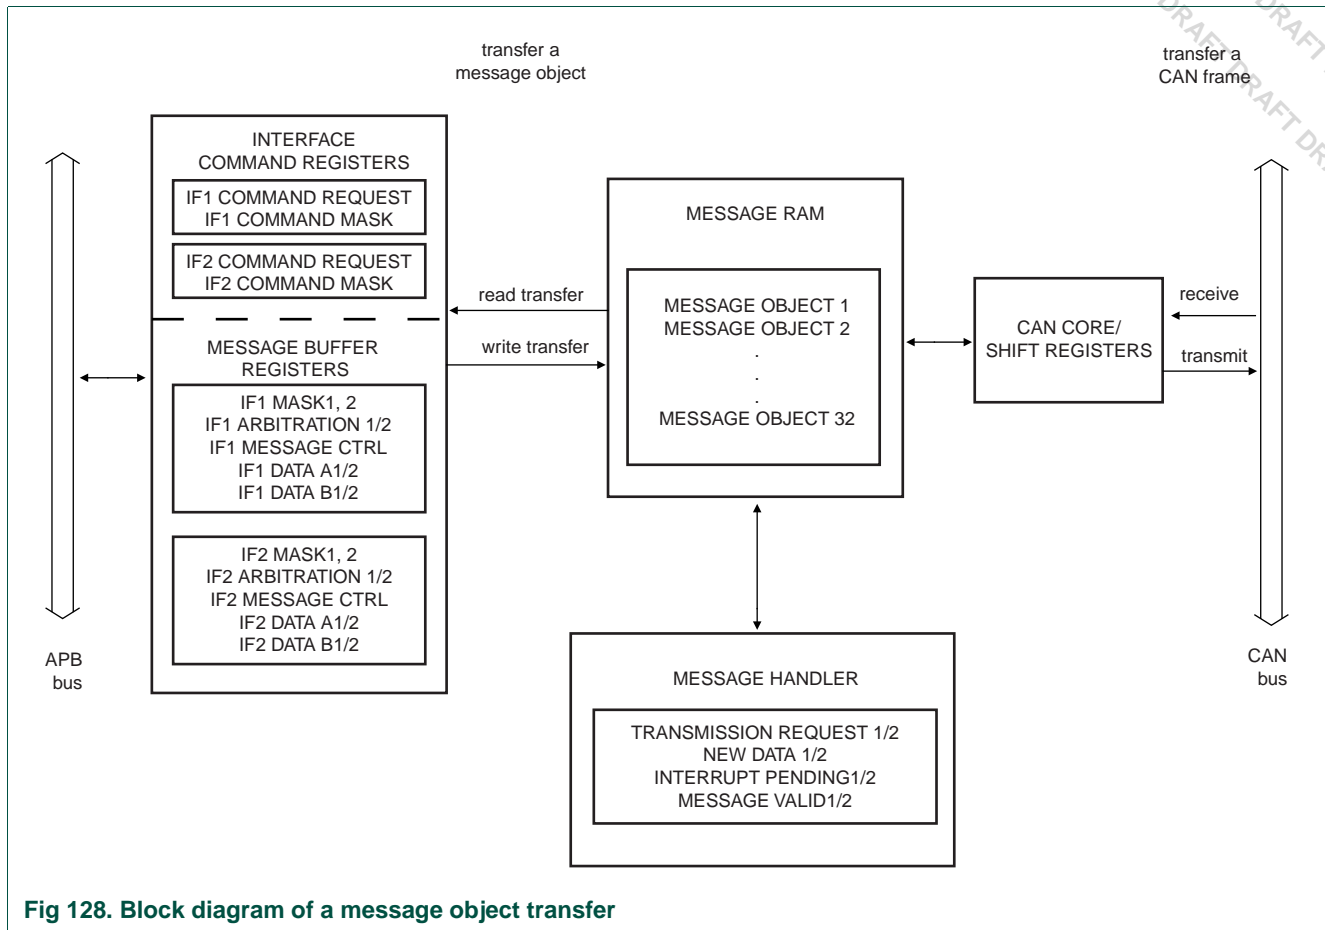 transfer a
message object
transfer a
CAN frame
DRAFT DRAFT DRAFT
DRAFT
INTERFACE
COMMAND REGISTERS
IF1 COMMAND REQUEST
IF1 COMMAND MASK
IF2 COMMAND REQUEST
IF2 COMMAND MASK
MESSAGE BUFFER
REGISTERS
IF1 MASK1, 2
IF1 ARBITRATION 1/2
IF1 MESSAGE CTRL
IF1 DATA A1/2
IF1 DATA B1/2
IF2 MASK1, 2
IF2 ARBITRATION 1/2
IF2 MESSAGE CTRL
IF2 DATA A1/2
IF2 DATA B1/2
APB
bus
read transfer
write transfer
MESSAGE RAM
MESSAGE OBJECT 1
MESSAGE OBJECT 2
.
.
.
MESSAGE OBJECT 32
CAN CORE/
SHIFT REGISTERS
receive
transmit
CAN
bus
MESSAGE HANDLER
TRANSMISSION REQUEST 1/2
NEW DATA 1/2
INTERRUPT PENDING1/2
MESSAGE VALID1/2
Fig 128. Block diagram of a message object transfer